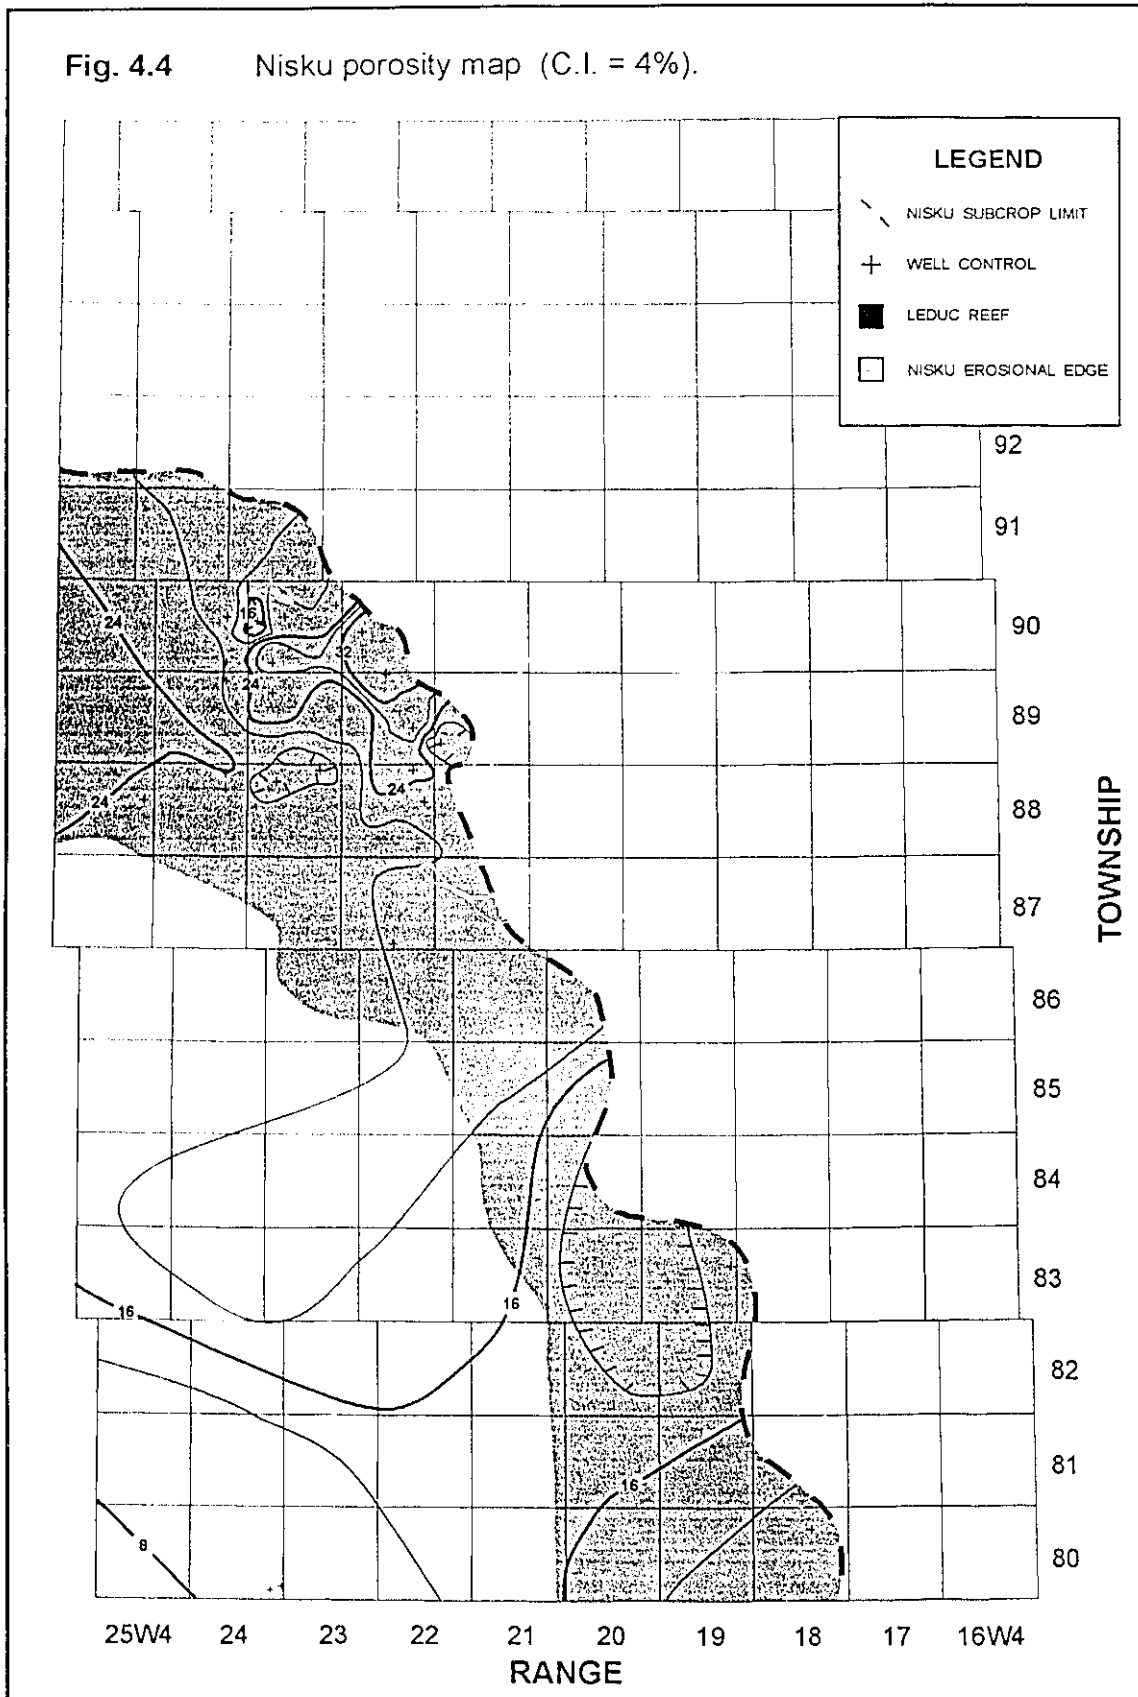 Fig. 4.4 Nisku porosity map (C.I. = 4%).
LEGEND
NISKU SUBCROP LIMIT
WELL CONTROL
LEDUC REEF
NISKU EROSIONAL EDGE
92
91
90
89
88
87
86
85
84
83
82
81
80
24
16
32
24
24
24
16
16
16
8
TOWNSHIP
25W4 24 23 22 21 20 19 18 17 16W4
RANGE